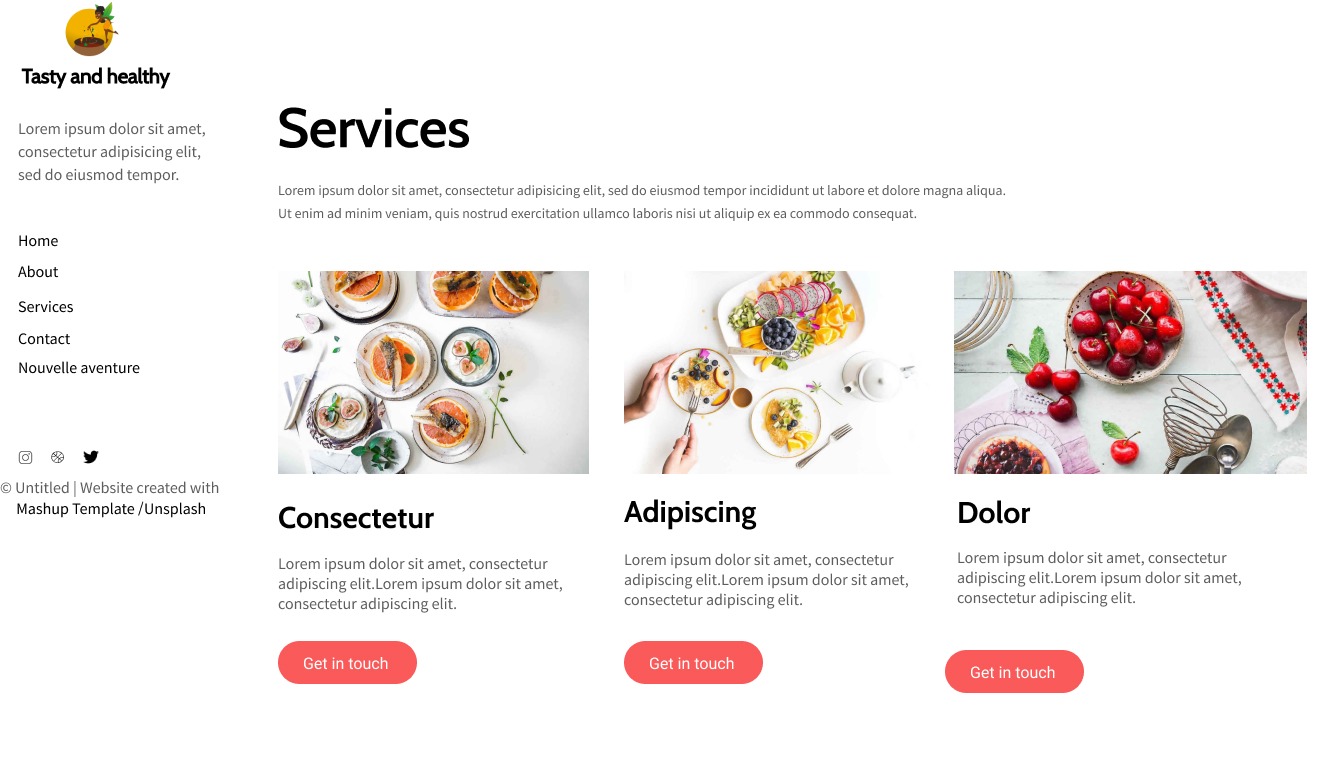 Tasty and healthy
Lorem ipsum dolor sit amet,
consectetur adipisicing elit,
sed do eiusmod tempor.
Home
About
Services
Contact
Nouvelle aventure
© Untitled | Website created with
Mashup Template /Unsplash
Services
Lorem ipsum dolor sit amet, consectetur adipisicing elit, sed do eiusmod tempor incididunt ut labore et dolore magna aliqua.
Ut enim ad minim veniam, quis nostrud exercitation ullamco laboris nisi ut aliquip ex ea commodo consequat.
Consectetur
Lorem ipsum dolor sit amet, consectetur
adipiscing elit.Lorem ipsum dolor sit amet,
consectetur adipiscing elit.
Get in touch
Adipiscing
Lorem ipsum dolor sit amet, consectetur
adipiscing elit.Lorem ipsum dolor sit amet,
consectetur adipiscing elit.
Get in touch
Dolor
Lorem ipsum dolor sit amet, consectetur
adipiscing elit.Lorem ipsum dolor sit amet,
consectetur adipiscing elit.
Get in touch